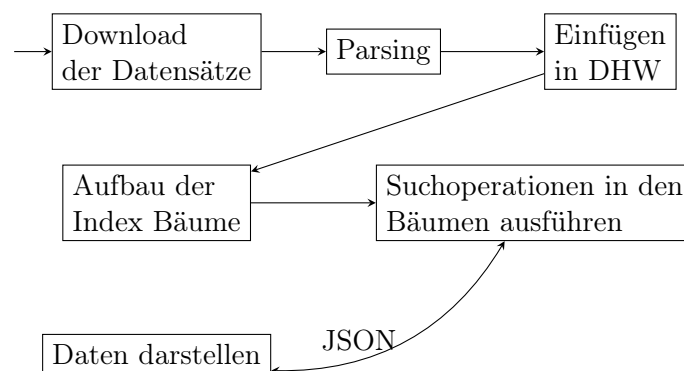 Download
der Datensätze
Parsing
Einfügen
in DHW
Aufbau der
Index Bäume
Suchoperationen in den
Bäumen ausführen
JSON
Daten darstellen